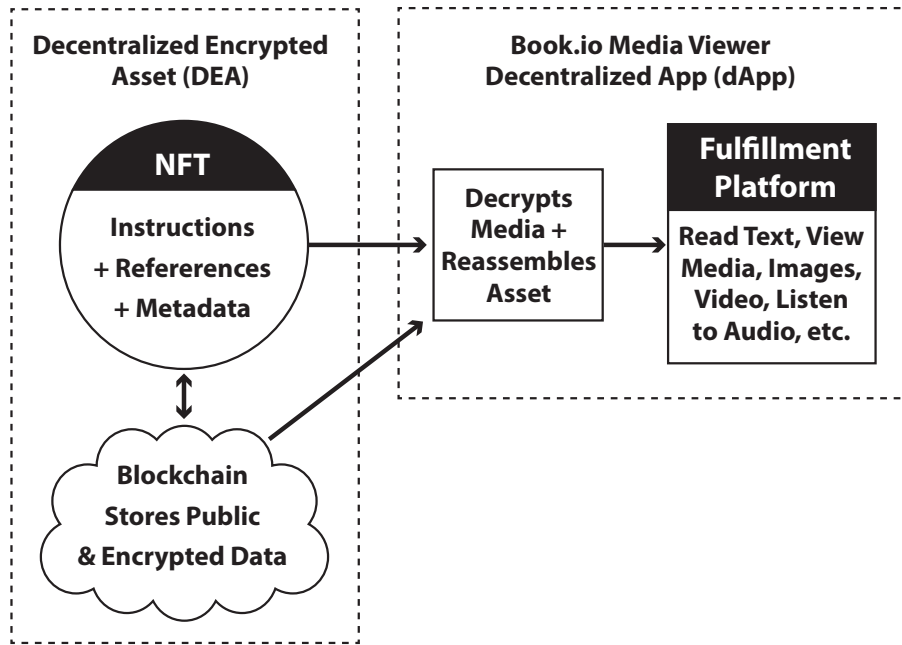 Decentralized Encrypted
Asset (DEA)
NFT
Instructions
+ Refererences
+ Metadada
Blockchain
Stores Public
& Encrypted Data
Book.io Media Viewer
Decentralized App (dApp)
Decrypts
Media +
Reassembles
Asset
Fulfillment
Platform
Read Text, View
Media, Images,
Video, Listen
to Audio, etc.